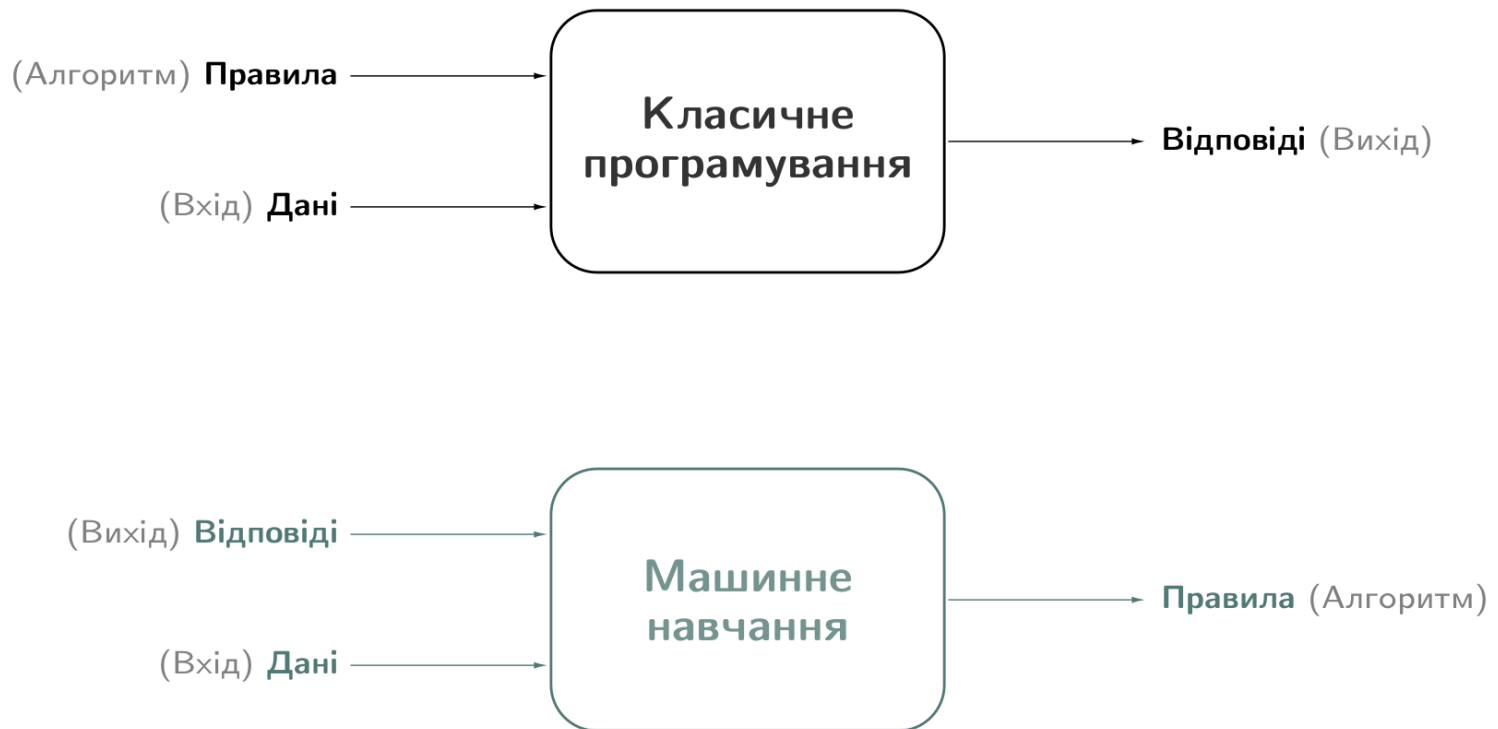 (Алгоритм) Правила
Класичне
програмування
Відповіді (Вихід)
(Вхід) Дані
(Вихід) Відповіді
Машинне
навчання
Правила (Алгоритм)
(Вхід) Дані